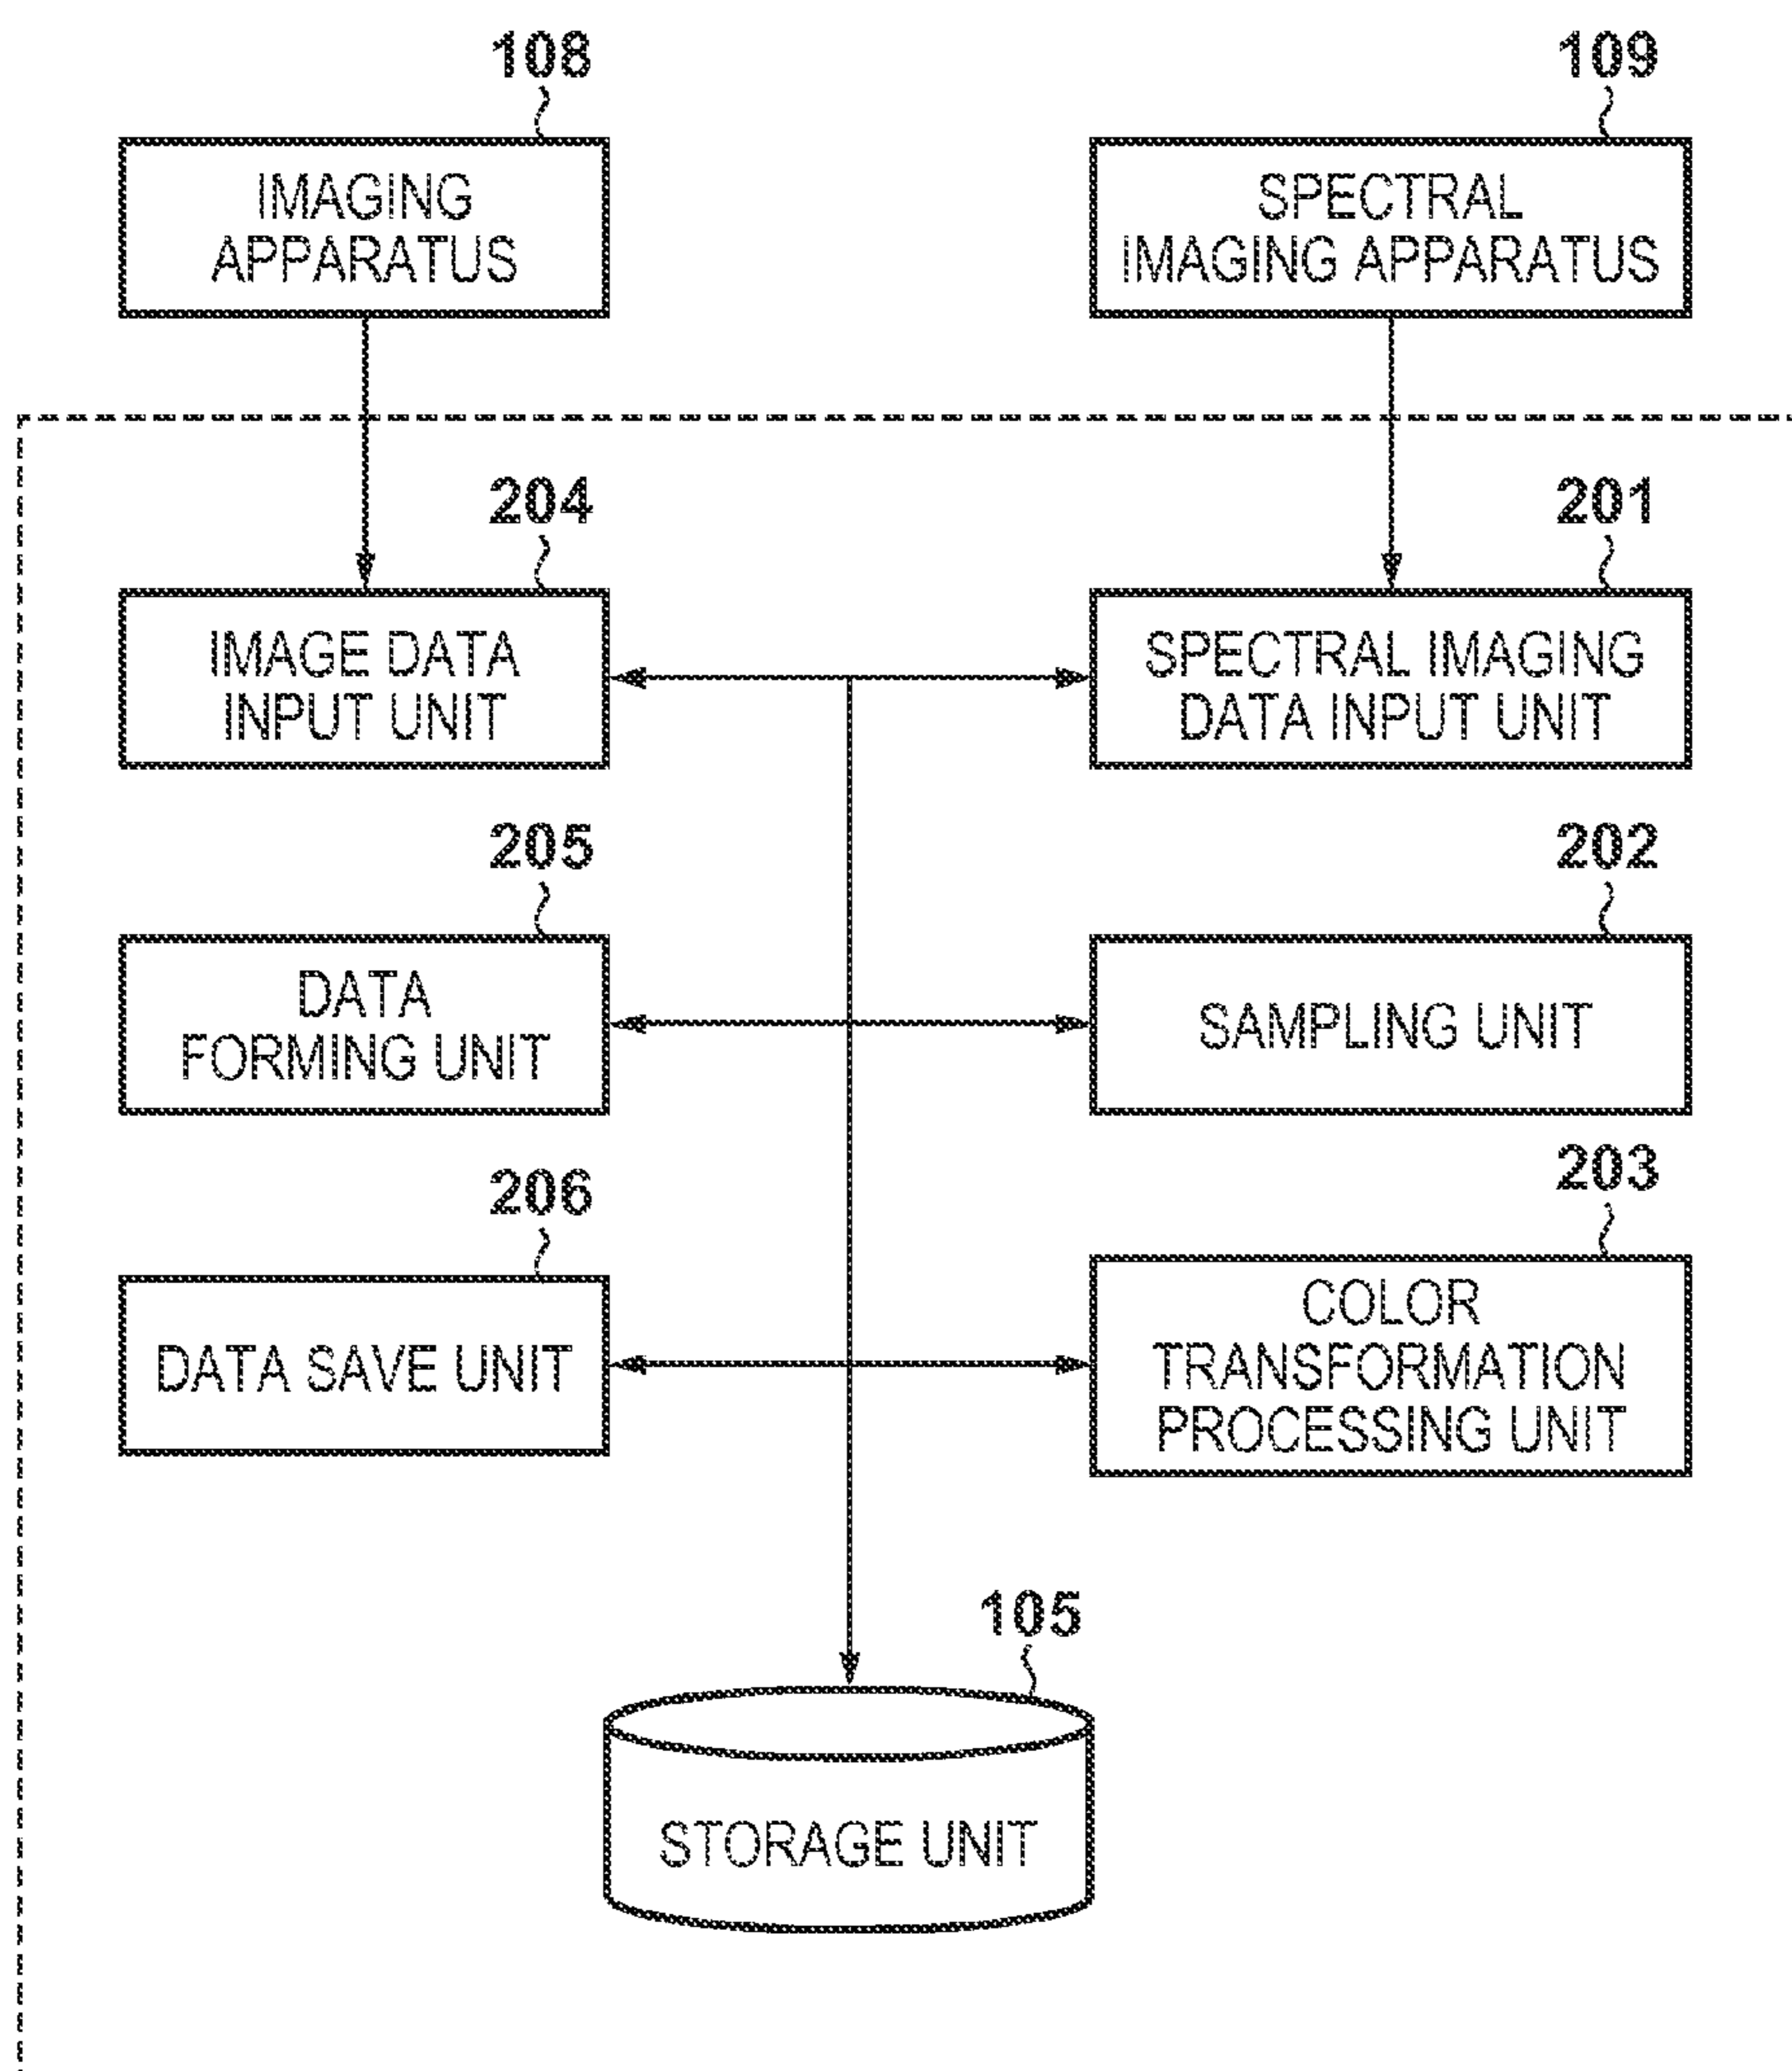 108
IMAGING
APPARATUS
109
SPECTRAL
IMAGING APPARATUS
204
IMAGE DATA
INPUT UNIT
201
SPECTRAL IMAGING
DATA INPUT UNIT
205
DATA
FORMING UNIT
202
SAMPLING UNIT
206
DATA SAVE UNIT
203
COLOR
TRANSFORMATION
PROCESSING UNIT
105
STORAGE UNIT